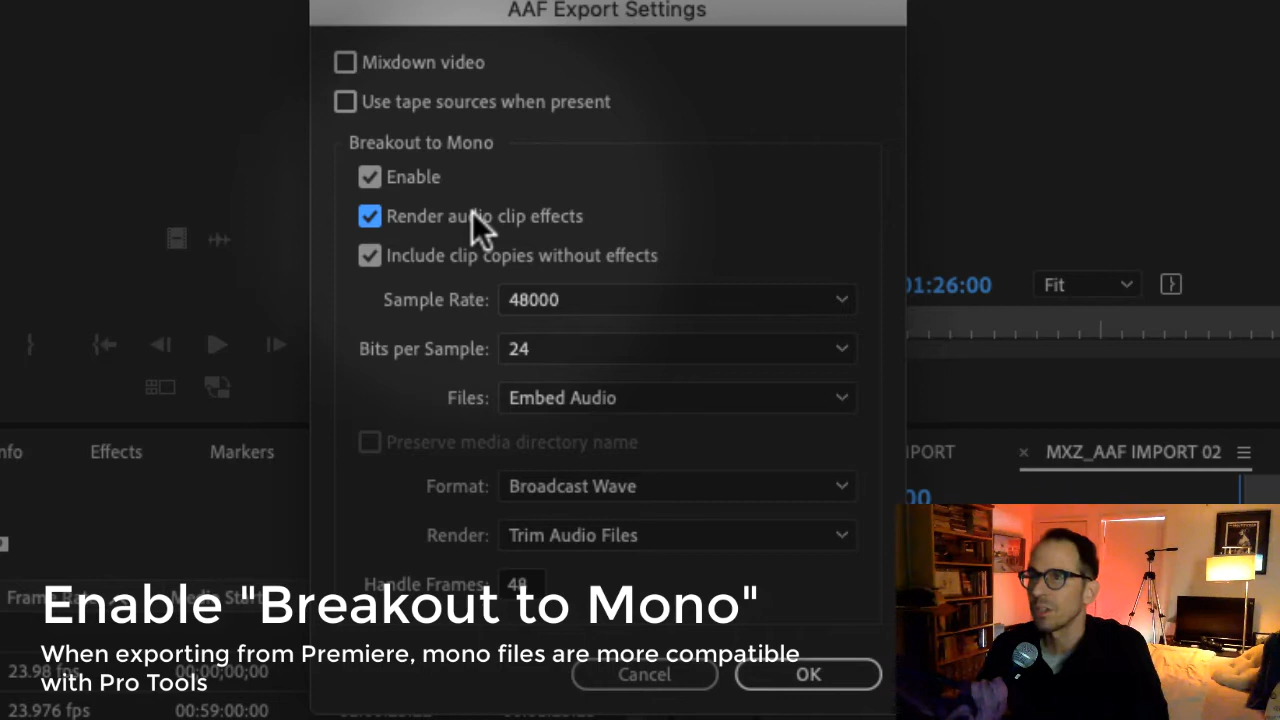 AAF Export Settings
Mixdown video
Use tape sources when present
Breakout to Mono
Enable
Render audio clip effects
Include clip copies without effects
Sample Rate: 48000
01:26:00
Fit
Bits per Sample: 24
Files: Embed Audio
Preserve media directory name
Effects
Markers
MXZ_AAF IMPORT 02
Format: Broadcast Wave
Render: Trim Audio Files
Handle Frames: 48
Enable "Breakout to Mono"
When exporting from Premiere, mono files are more compatible
with Pro Tools
23.98 fps
00;00;00;00
Cancel
OK
23.976 fps
00:59:00:00